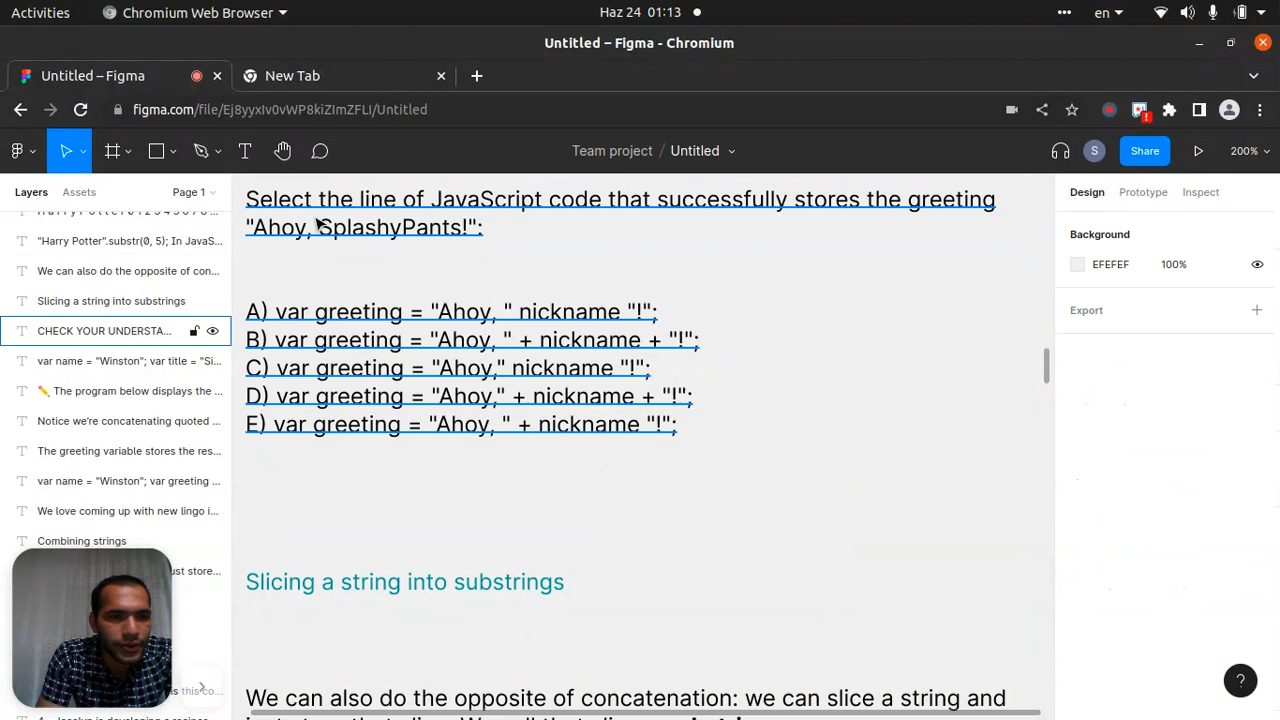 Activities
Chromium Web Browser
Haz 24 01:13
en
Untitled – Figma - Chromium
Untitled – Figma
New Tab
figma.com/file/Ej8yyxIv0vWP8kiZImZFLI/Untitled
Team project / Untitled
S
Share
200%
Layers
Assets
Page 1
Design
Prototype
Inspect
Background
EFEFEF
100%
Export
"Harry Potter".substr(0, 5); In JavaS...
We can also do the opposite of con...
Slicing a string into substrings
CHECK YOUR UNDERSTA...
var name = "Winston"; var title = "Si...
✏️ The program below displays the ...
Notice we're concatenating quoted ...
The greeting variable stores the res...
var name = "Winston"; var greeting ...
We love coming up with new lingo i...
Combining strings
Select the line of JavaScript code that successfully stores the greeting
"Ahoy, SplashyPants!":
A) var greeting = "Ahoy, " nickname "!";
B) var greeting = "Ahoy, " + nickname + "!";
C) var greeting = "Ahoy," nickname "!";
D) var greeting = "Ahoy," + nickname + "!";
E) var greeting = "Ahoy, " + nickname "!";
Slicing a string into substrings
We can also do the opposite of concatenation: we can slice a string and
?